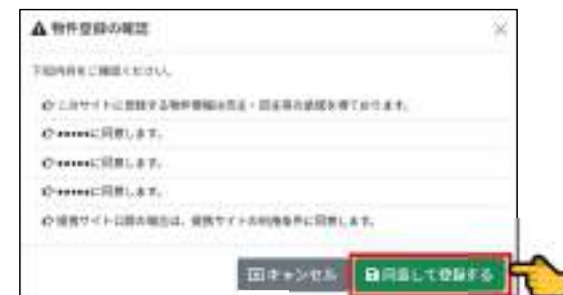 物件登録の確認
下記内容をご確認ください。
このサイトに登録する物件情報は売主・貸主等の承諾を得ております。
*****に同意します。
*****に同意します。
*****に同意します。
提携サイト公開の場合は、提携サイトの利用条件に同意します。
キャンセル
同意して登録する